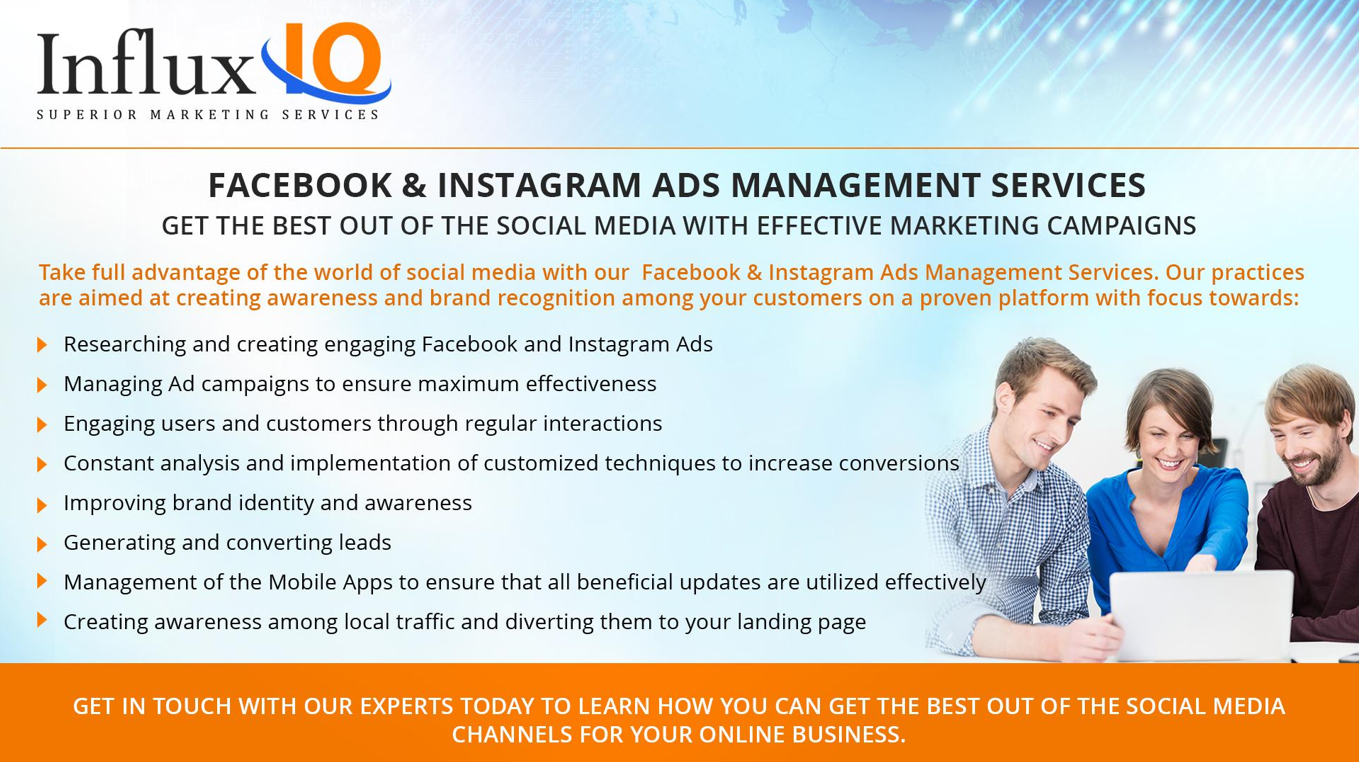 Influx IQ
SUPERIOR MARKETING SERVICES
FACEBOOK & INSTAGRAM ADS MANAGEMENT SERVICES
GET THE BEST OUT OF THE SOCIAL MEDIA WITH EFFECTIVE MARKETING CAMPAIGNS
Take full advantage of the world of social media with our Facebook & Instagram Ads Management Services. Our practices
are aimed at creating awareness and brand recognition among your customers on a proven platform with focus towards:
Researching and creating engaging Facebook and Instagram Ads
Managing Ad campaigns to ensure maximum effectiveness
Engaging users and customers through regular interactions
Constant analysis and implementation of customized techniques to increase conversions
Improving brand identity and awareness
Generating and converting leads
Management of the Mobile Apps to ensure that all beneficial updates are utilized effectively
Creating awareness among local traffic and diverting them to your landing page
GET IN TOUCH WITH OUR EXPERTS TODAY TO LEARN HOW YOU CAN GET THE BEST OUT OF THE SOCIAL MEDIA
CHANNELS FOR YOUR ONLINE BUSINESS.